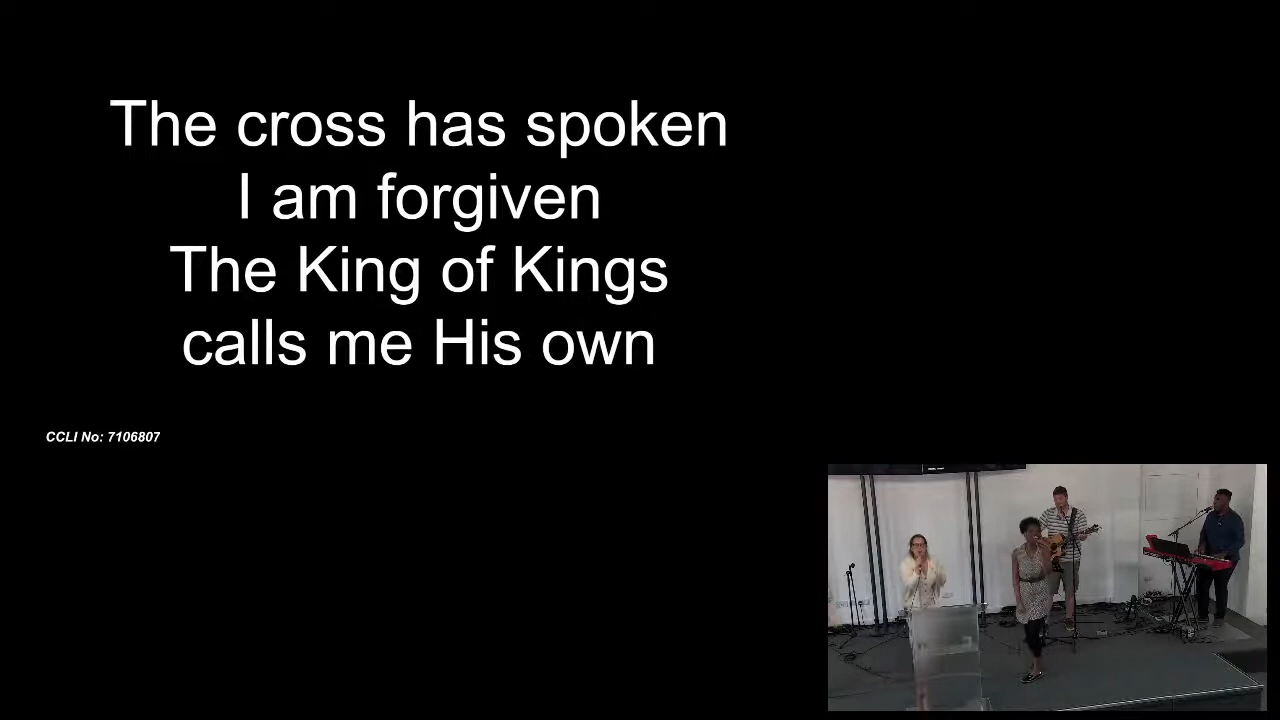 The cross has spoken
I am forgiven
The King of Kings
calls me His own
CCLI No: 7106807